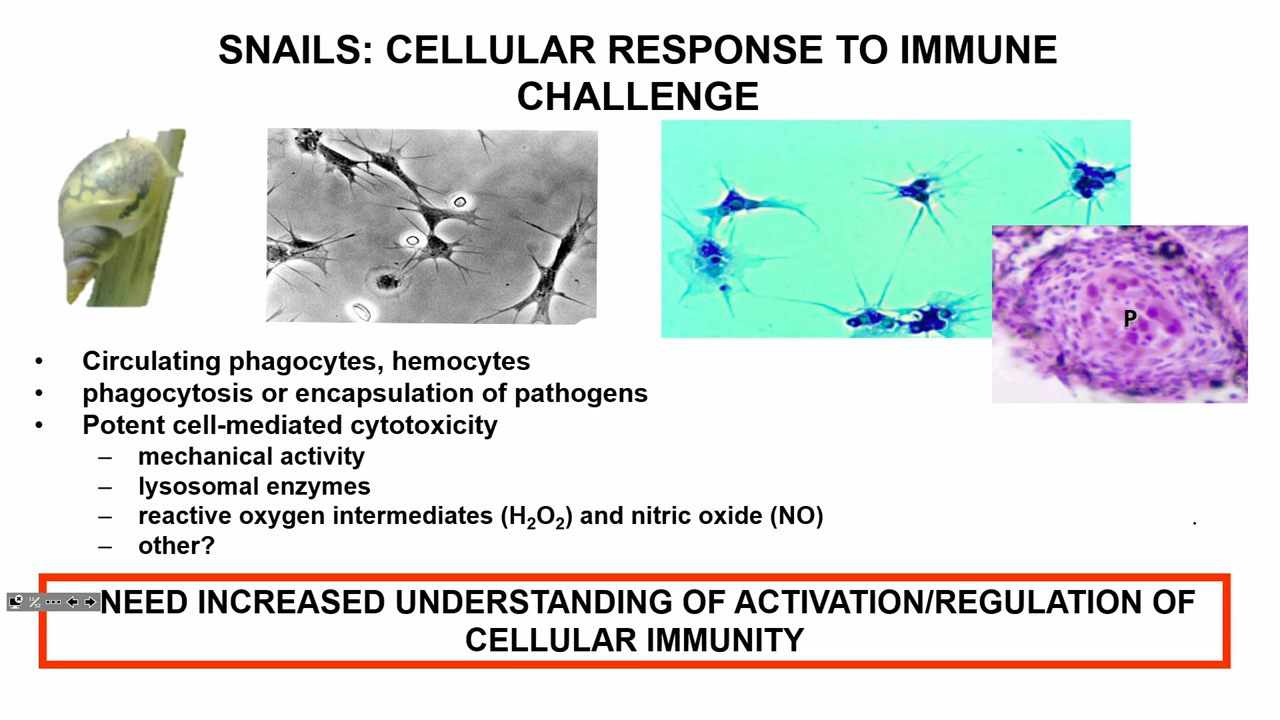 SNAILS: CELLULAR RESPONSE TO IMMUNE
CHALLENGE
P
• Circulating phagocytes, hemocytes
• phagocytosis or encapsulation of pathogens
• Potent cell-mediated cytotoxicity
– mechanical activity
– lysosomal enzymes
– reactive oxygen intermediates (H₂O₂) and nitric oxide (NO)
– other?
NEED INCREASED UNDERSTANDING OF ACTIVATION/REGULATION OF
CELLULAR IMMUNITY